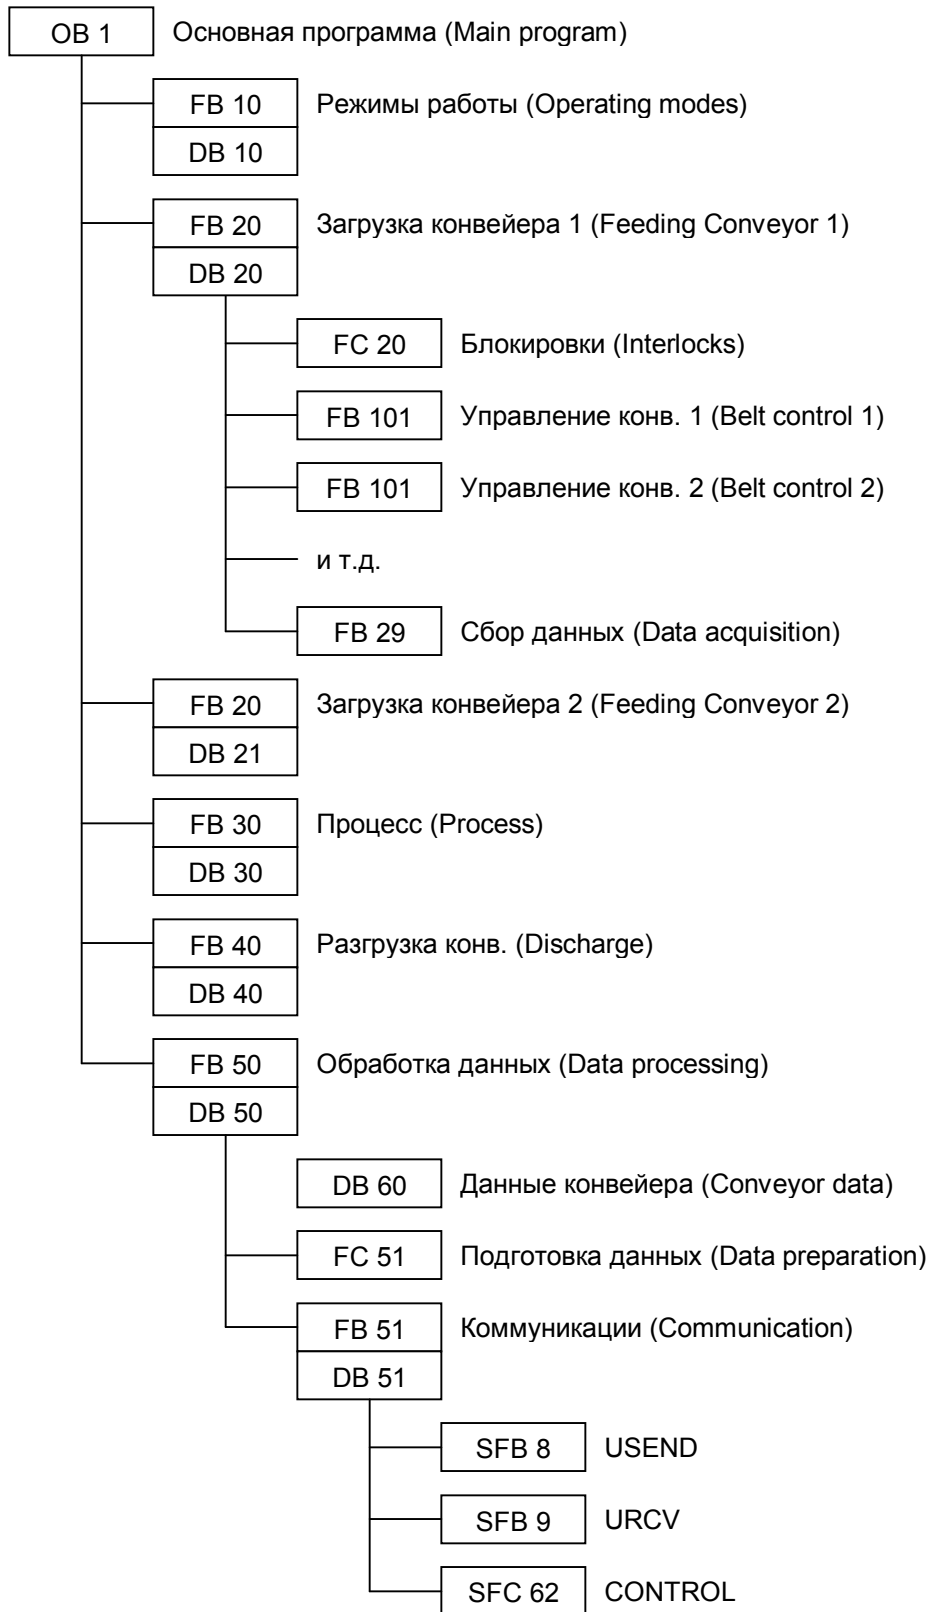 OB 1 Основная программа (Main program)
FB 10 Режимы работы (Operating modes)
DB 10
FB 20 Загрузка конвейера 1 (Feeding Conveyor 1)
DB 20
FC 20 Блокировки (Interlocks)
FB 101 Управление конв. 1 (Belt control 1)
FB 101 Управление конв. 2 (Belt control 2)
и т.д.
FB 29 Сбор данных (Data acquisition)
FB 20 Загрузка конвейера 2 (Feeding Conveyor 2)
DB 21
FB 30 Процесс (Process)
DB 30
FB 40 Разгрузка конв. (Discharge)
DB 40
FB 50 Обработка данных (Data processing)
DB 50
DB 60 Данные конвейера (Conveyor data)
FC 51 Подготовка данных (Data preparation)
FB 51 Коммуникации (Communication)
DB 51
SFB 8 USEND
SFB 9 URCV
SFC 62 CONTROL